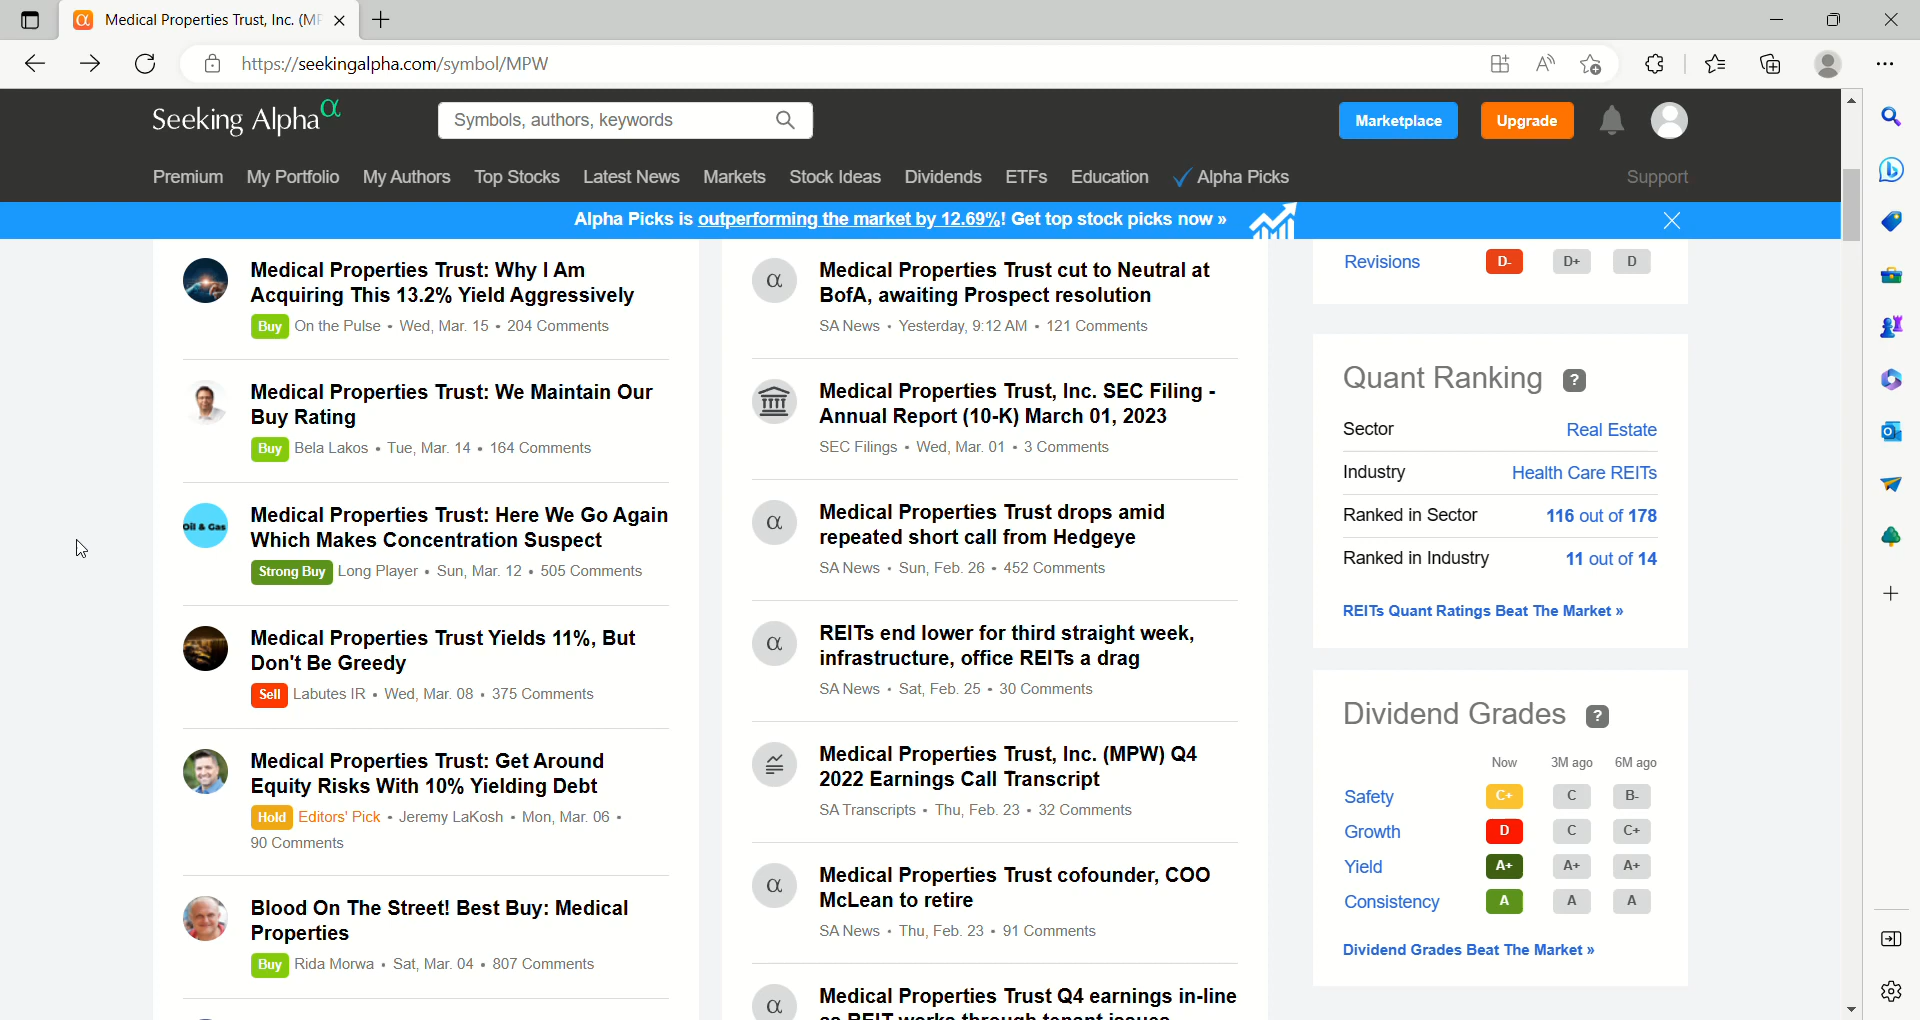 Medical Properties Trust, Inc. (MP
https://seekingalpha.com/symbol/MPW
Seeking Alpha α
Symbols, authors, keywords
Marketplace
Upgrade
Premium My Portfolio My Authors Top Stocks Latest News Markets Stock Ideas Dividends ETFs Education Alpha Picks Support
Alpha Picks is outperforming the market by 12.69%! Get top stock picks now »
Medical Properties Trust: Why I Am
Acquiring This 13.2% Yield Aggressively
Buy On the Pulse • Wed, Mar. 15 • 204 Comments
Medical Properties Trust: We Maintain Our
Buy Rating
Buy Bela Lakos • Tue, Mar. 14 • 164 Comments
Oil & Gas
Medical Properties Trust: Here We Go Again
Which Makes Concentration Suspect
Strong Buy Long Player • Sun, Mar. 12 • 505 Comments
Medical Properties Trust Yields 11%, But
Don't Be Greedy
Sell Labutes IR • Wed, Mar. 08 • 375 Comments
Medical Properties Trust: Get Around
Equity Risks With 10% Yielding Debt
Hold Editors' Pick • Jeremy LaKosh • Mon, Mar. 06 •
90 Comments
Blood On The Street! Best Buy: Medical
Properties
Buy Rida Morwa • Sat, Mar. 04 • 807 Comments
α
Medical Properties Trust cut to Neutral at
BofA, awaiting Prospect resolution
SA News • Yesterday, 9:12 AM • 121 Comments
Medical Properties Trust, Inc. SEC Filing -
Annual Report (10-K) March 01, 2023
SEC Filings • Wed, Mar. 01 • 3 Comments
α
Medical Properties Trust drops amid
repeated short call from Hedgeye
SA News • Sun, Feb. 26 • 452 Comments
α
REITs end lower for third straight week,
infrastructure, office REITs a drag
SA News • Sat, Feb. 25 • 30 Comments
Medical Properties Trust, Inc. (MPW) Q4
2022 Earnings Call Transcript
SA Transcripts • Thu, Feb. 23 • 32 Comments
α
Medical Properties Trust cofounder, COO
McLean to retire
SA News • Thu, Feb. 23 • 91 Comments
α
Medical Properties Trust Q4 earnings in-line
as REIT works through tenant issues
Revisions D- D+ D
Quant Ranking ?
Sector Real Estate
Industry Health Care REITs
Ranked in Sector 116 out of 178
Ranked in Industry 11 out of 14
REITs Quant Ratings Beat The Market »
Dividend Grades ?
Now 3M ago 6M ago
Safety C+ C B-
Growth D C C+
Yield A+ A+ A+
Consistency A A A
Dividend Grades Beat The Market »